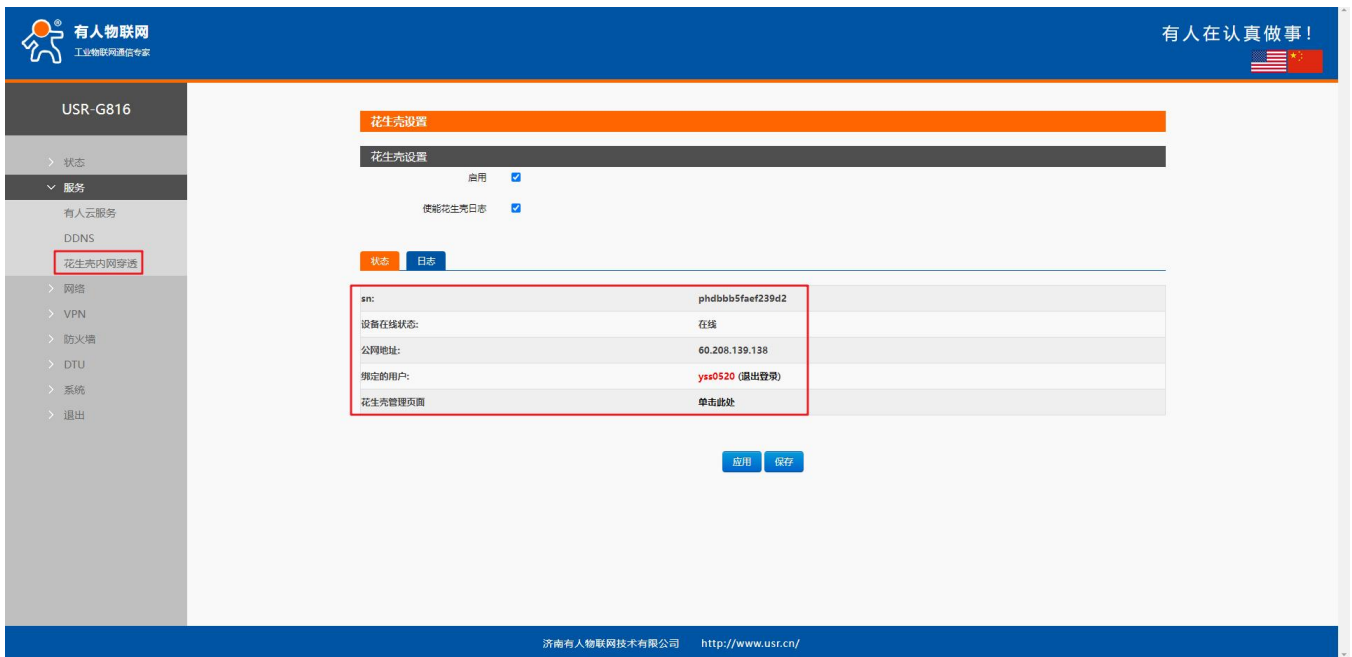 有人物联网
工业物联网通信专家
有人在认真做事!
USR-G816
状态
服务
有人云服务
DDNS
花生壳内网穿透
网络
VPN
防火墙
DTU
系统
退出
花生壳设置
花生壳设置
启用
使能花生壳日志
状态 日志
sn: phdbbb5faef239d2
设备在线状态: 在线
公网地址: 60.208.139.138
绑定的用户: yss0520 (退出登录)
花生壳管理页面 单击此处
应用 保存
济南有人物联网技术有限公司 http://www.usr.cn/